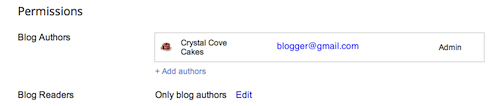 Permissions
Blog Authors
Crystal Cove
Cakes
blogger@gmail.com
Admin
+ Add authors
Blog Readers Only blog authors Edit